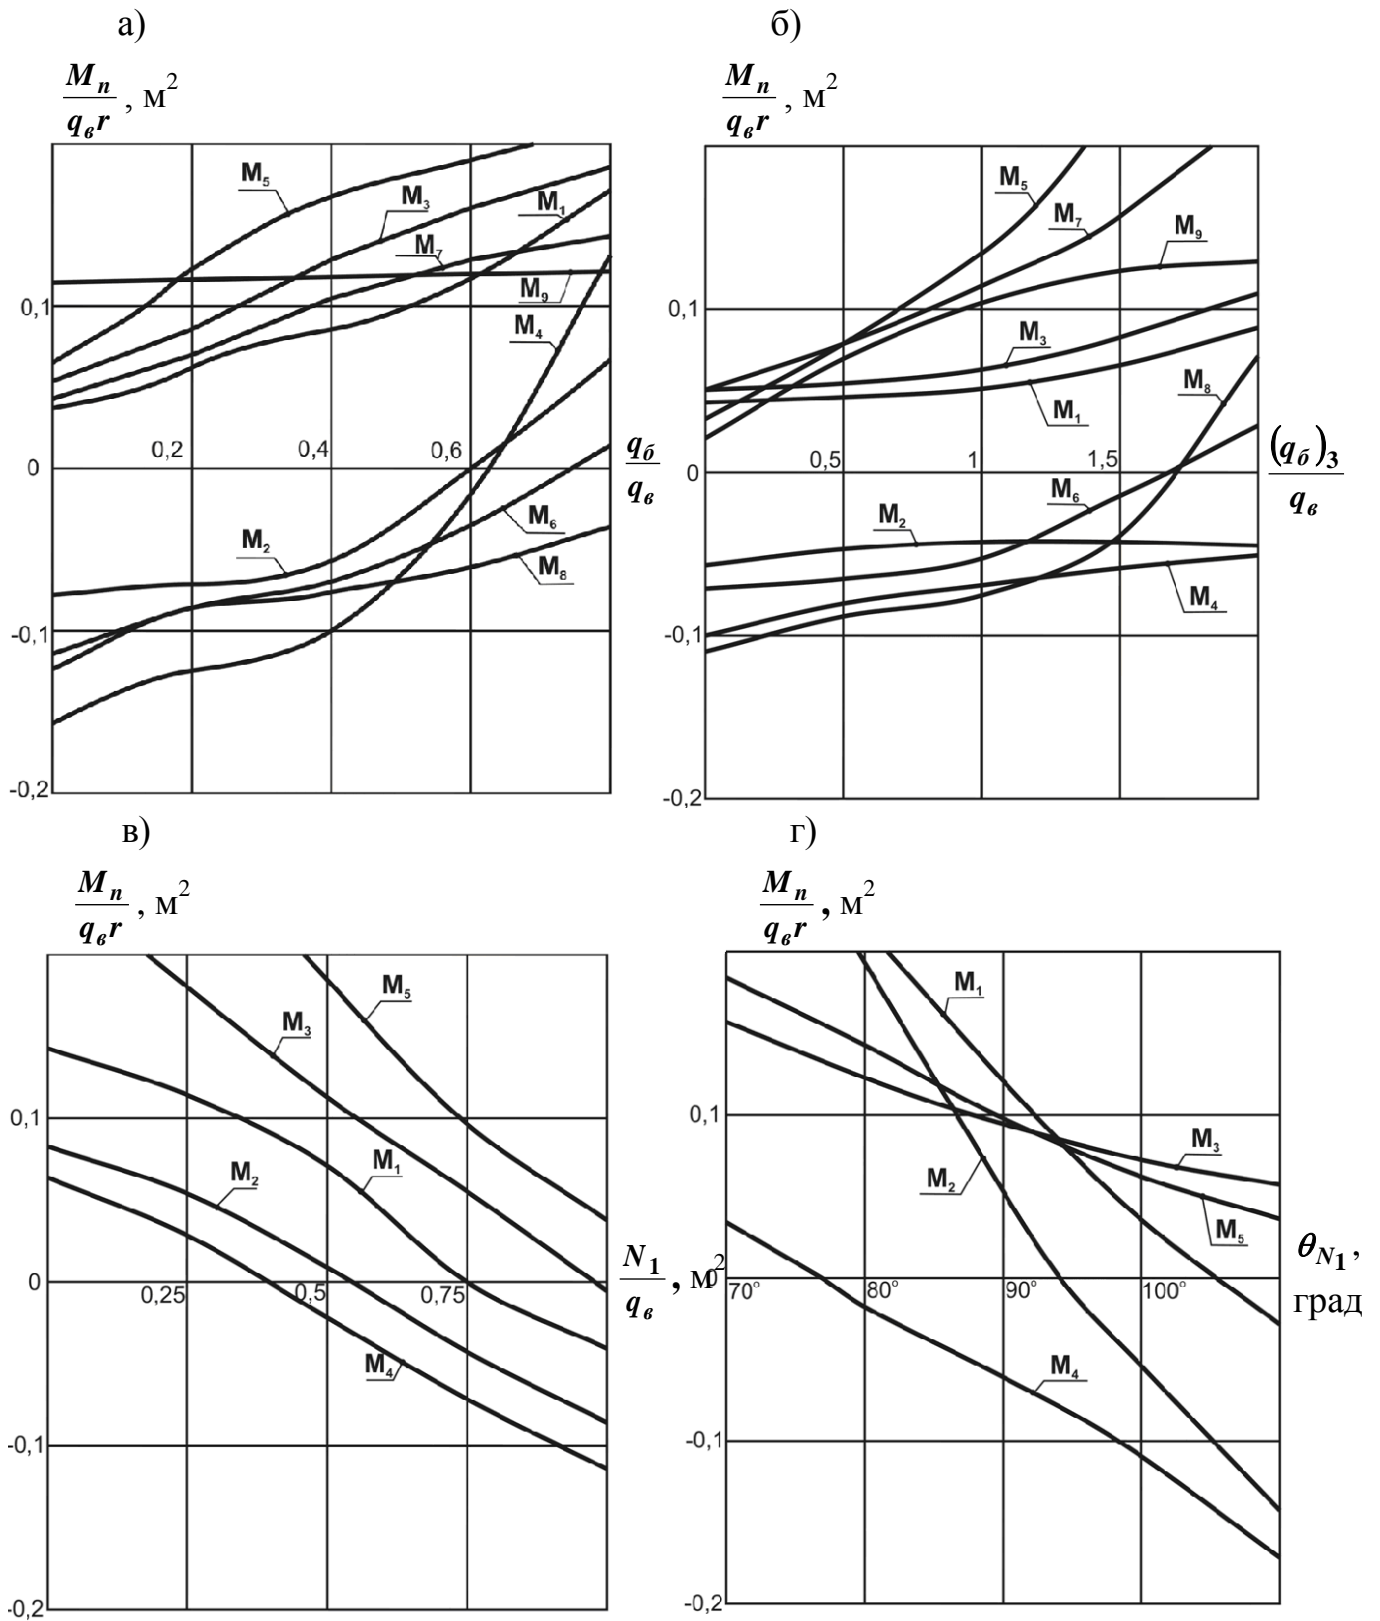 а)
M_n/q_в r, м²
M₅
M₃
M₁
M₇
M₉
0,1
M₄
0,2 0,4 0,6
0
q_б/q_в
M₂
M₆
M₈
-0,1
-0,2
б)
M_n/q_в r, м²
M₅
M₇
M₉
0,1
M₃
M₁
M₈
0,5 1 1,5
0
(q_б)₃/q_в
M₆
M₂
M₄
-0,1
-0,2
в)
M_n/q_в r, м²
M₅
M₃
0,1
M₁
M₂
0
0,25 0,5 0,75
N₁/q_в, м²
M₄
-0,1
-0,2
г)
M_n/q_в r, м²
M₁
0,1
M₃
M₂
M₅
0
70° 80° 90° 100°
θ_N₁,
град
M₄
-0,1
-0,2